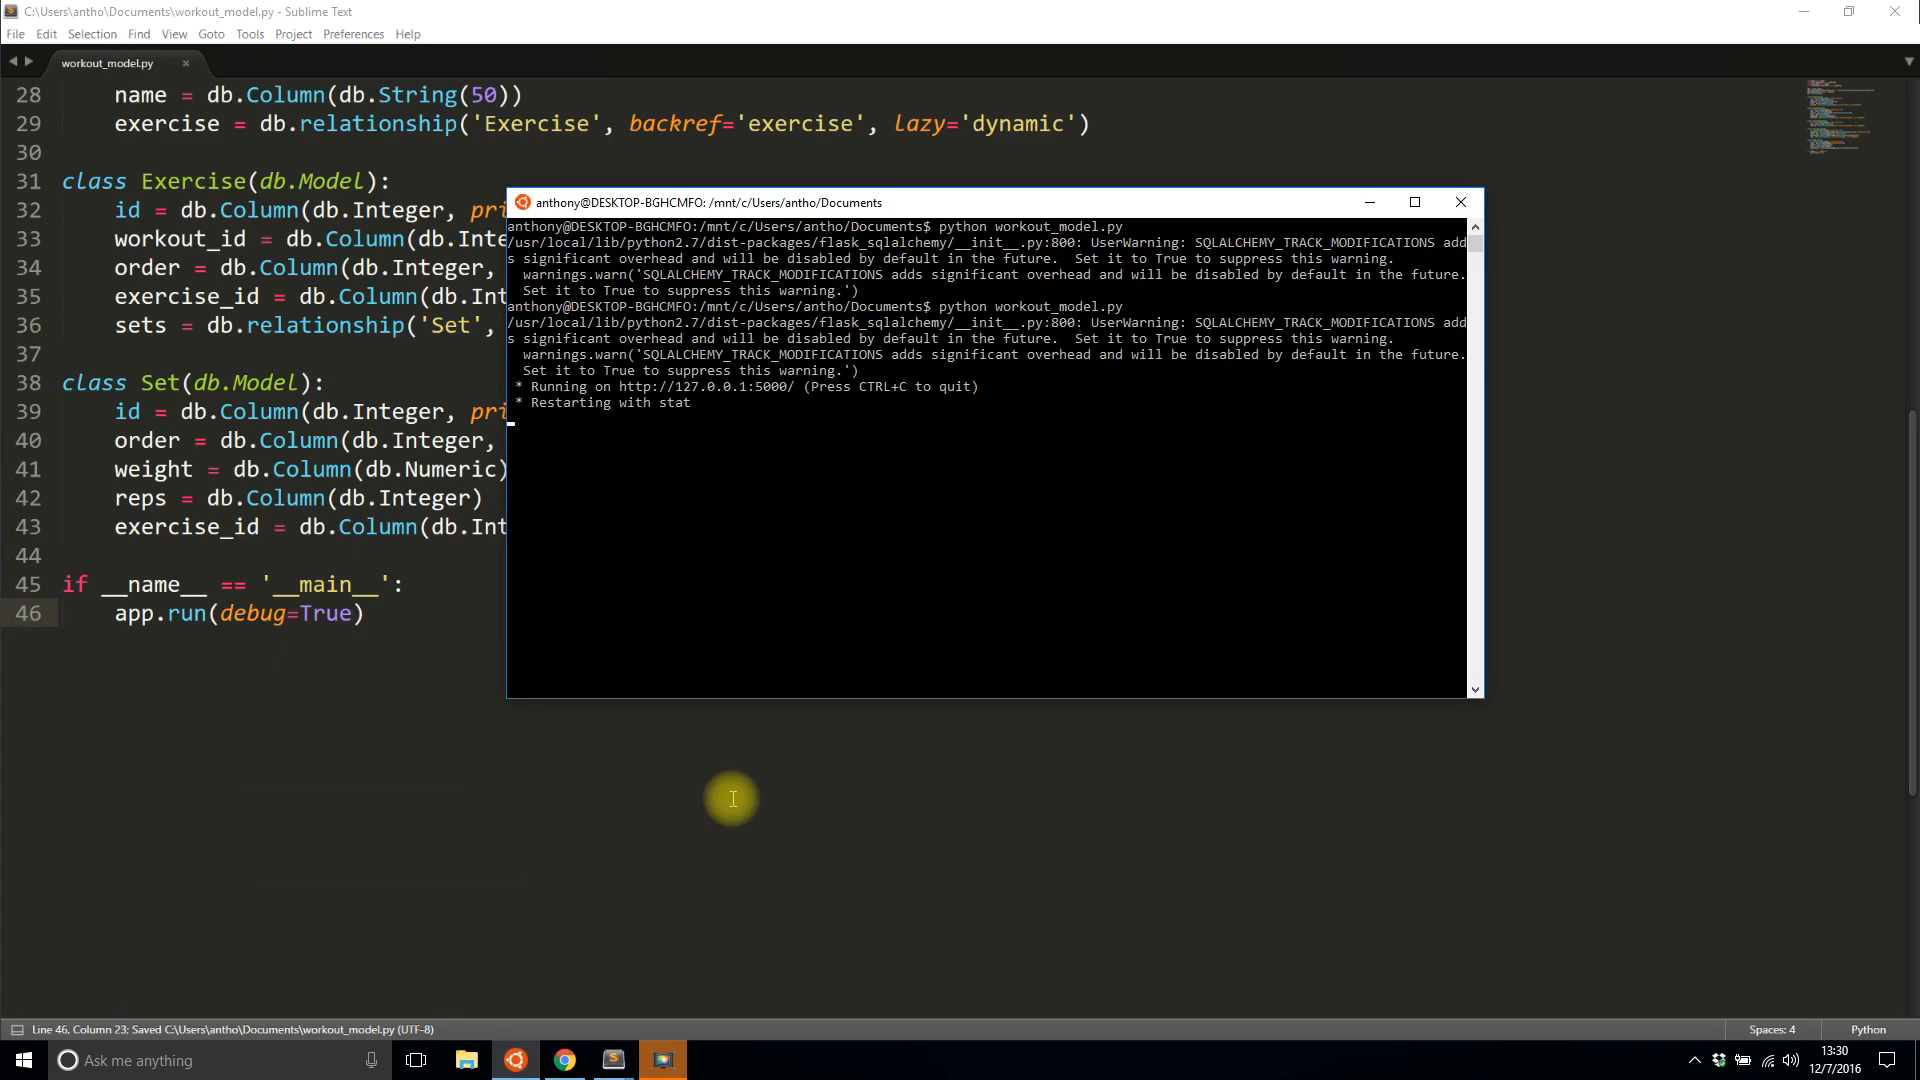 C:\Users\antho\Documents\workout_model.py - Sublime Text
File Edit Selection Find View Goto Tools Project Preferences Help
workout_model.py
28 name = db.Column(db.String(50))
29 exercise = db.relationship('Exercise', backref='exercise', lazy='dynamic')
30
31 class Exercise(db.Model):
32 id = db.Column(db.Integer, pri
33 workout_id = db.Column(db.Inte
34 order = db.Column(db.Integer,
35 exercise_id = db.Column(db.Int
36 sets = db.relationship('Set',
37
38 class Set(db.Model):
39 id = db.Column(db.Integer, pri
40 order = db.Column(db.Integer,
41 weight = db.Column(db.Numeric)
42 reps = db.Column(db.Integer)
43 exercise_id = db.Column(db.Int
44
45 if __name__ == '__main__':
46 app.run(debug=True)
anthony@DESKTOP-BGHCMFO: /mnt/c/Users/antho/Documents
anthony@DESKTOP-BGHCMFO:/mnt/c/Users/antho/Documents$ python workout_model.py
/usr/local/lib/python2.7/dist-packages/flask_sqlalchemy/__init__.py:800: UserWarning: SQLALCHEMY_TRACK_MODIFICATIONS add
s significant overhead and will be disabled by default in the future.  Set it to True to suppress this warning.
warnings.warn('SQLALCHEMY_TRACK_MODIFICATIONS adds significant overhead and will be disabled by default in the future.
Set it to True to suppress this warning.')
anthony@DESKTOP-BGHCMFO:/mnt/c/Users/antho/Documents$ python workout_model.py
/usr/local/lib/python2.7/dist-packages/flask_sqlalchemy/__init__.py:800: UserWarning: SQLALCHEMY_TRACK_MODIFICATIONS add
s significant overhead and will be disabled by default in the future.  Set it to True to suppress this warning.
warnings.warn('SQLALCHEMY_TRACK_MODIFICATIONS adds significant overhead and will be disabled by default in the future.
Set it to True to suppress this warning.')
* Running on http://127.0.0.1:5000/ (Press CTRL+C to quit)
* Restarting with stat
Line 46, Column 23; Saved C:\Users\antho\Documents\workout_model.py (UTF-8)
Spaces: 4
Python
Ask me anything
13:30
12/7/2016